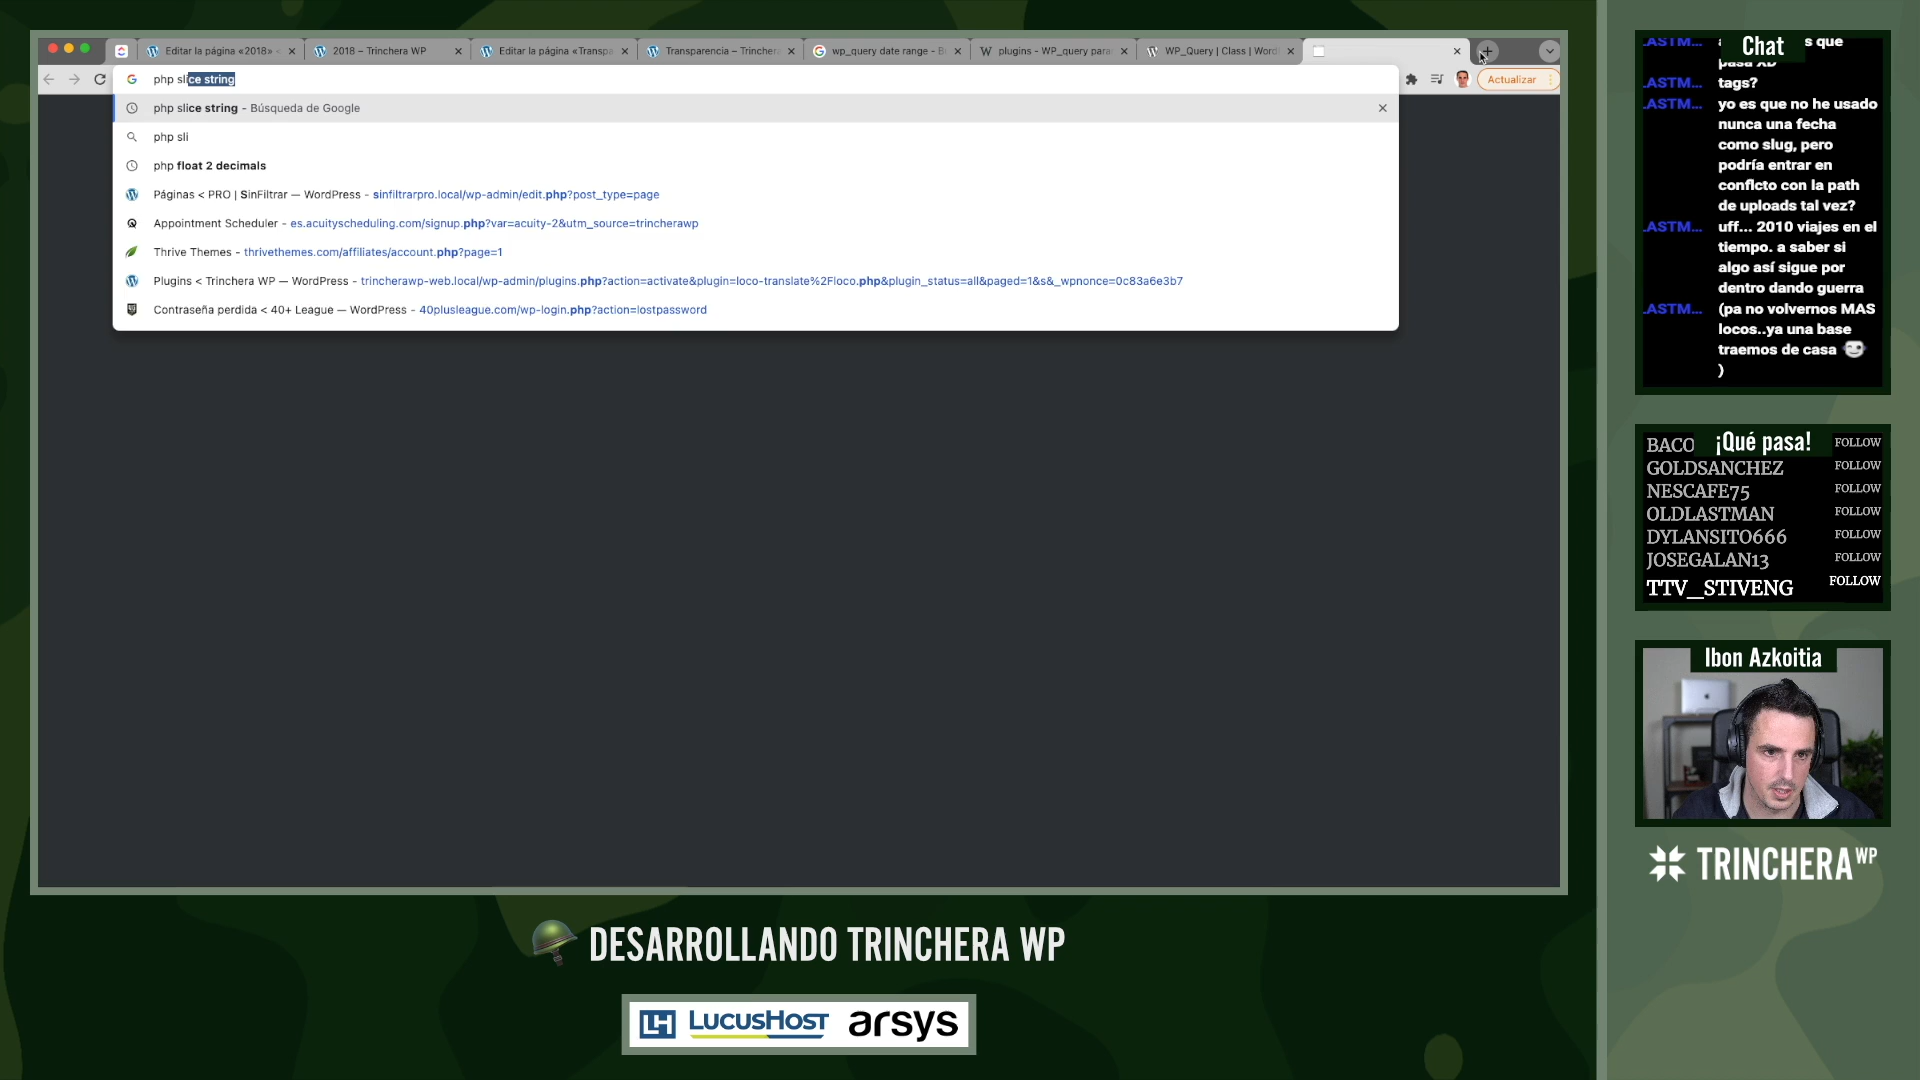 Editar la página «2018»
2018 – Trinchera WP
Editar la página «Transpa
Transparencia – Trinchera
wp_query date range - B
plugins - WP_query para
WP_Query | Class | Word
php slice string
Actualizar
php slice string - Búsqueda de Google
php sli
php float 2 decimals
Páginas < PRO | SinFiltrar — WordPress - sinfiltrarpro.local/wp-admin/edit.php?post_type=page
Appointment Scheduler - es.acuityscheduling.com/signup.php?var=acuity-2&utm_source=trincherawp
Thrive Themes - thrivethemes.com/affiliates/account.php?page=1
Plugins < Trinchera WP — WordPress - trincherawp-web.local/wp-admin/plugins.php?action=activate&plugin=loco-translate%2Floco.php&plugin_status=all&paged=1&s&_wpnonce=0c83a6e3b7
Contraseña perdida < 40+ League — WordPress - 40plusleague.com/wp-login.php?action=lostpassword
Chat
s que
pasa XD
.ASTM... tags?
.ASTM... yo es que no he usado
nunca una fecha
como slug, pero
podría entrar en
conflcto con la path
de uploads tal vez?
.ASTM... uff... 2010 viajes en el
tiempo. a saber si
algo así sigue por
dentro dando guerra
.ASTM... (pa no volvernos MAS
locos..ya una base
traemos de casa
)
¡Qué pasa!
BACO FOLLOW
GOLDSANCHEZ FOLLOW
NESCAFE75 FOLLOW
OLDLASTMAN FOLLOW
DYLANSITO666 FOLLOW
JOSEGALAN13 FOLLOW
TTV_STIVENG FOLLOW
Ibon Azkoitia
TRINCHERA WP
DESARROLLANDO TRINCHERA WP
LH LUCUSHOST arsys